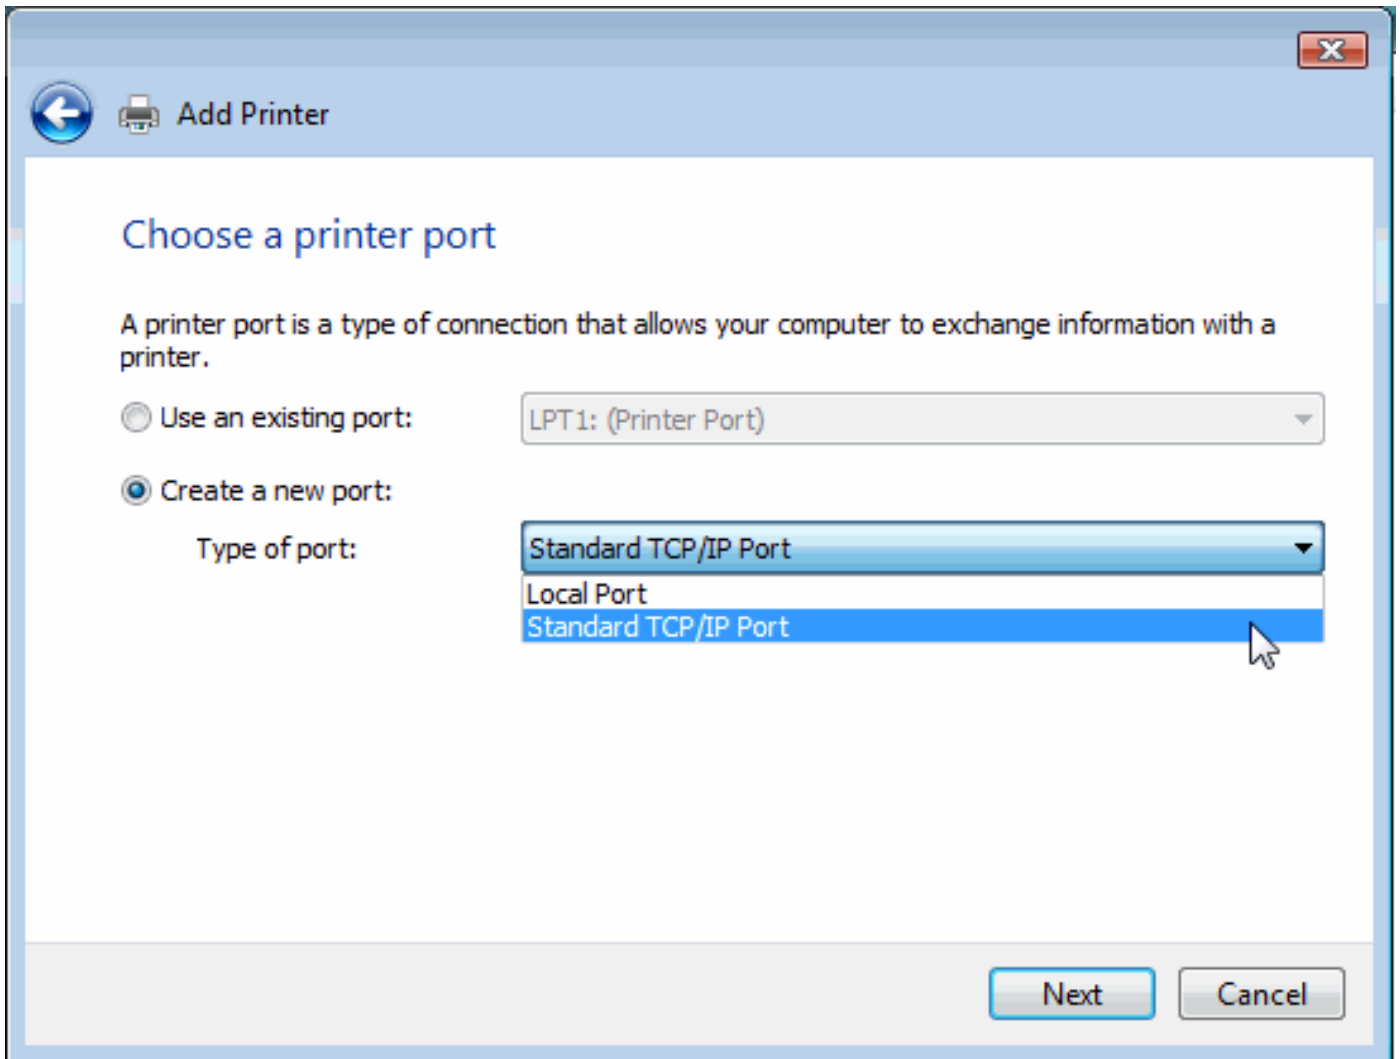 Add Printer
Choose a printer port
A printer port is a type of connection that allows your computer to exchange information with a
printer.
Use an existing port: LPT1: (Printer Port)
Create a new port:
Type of port: Standard TCP/IP Port
Local Port
Standard TCP/IP Port
Next Cancel